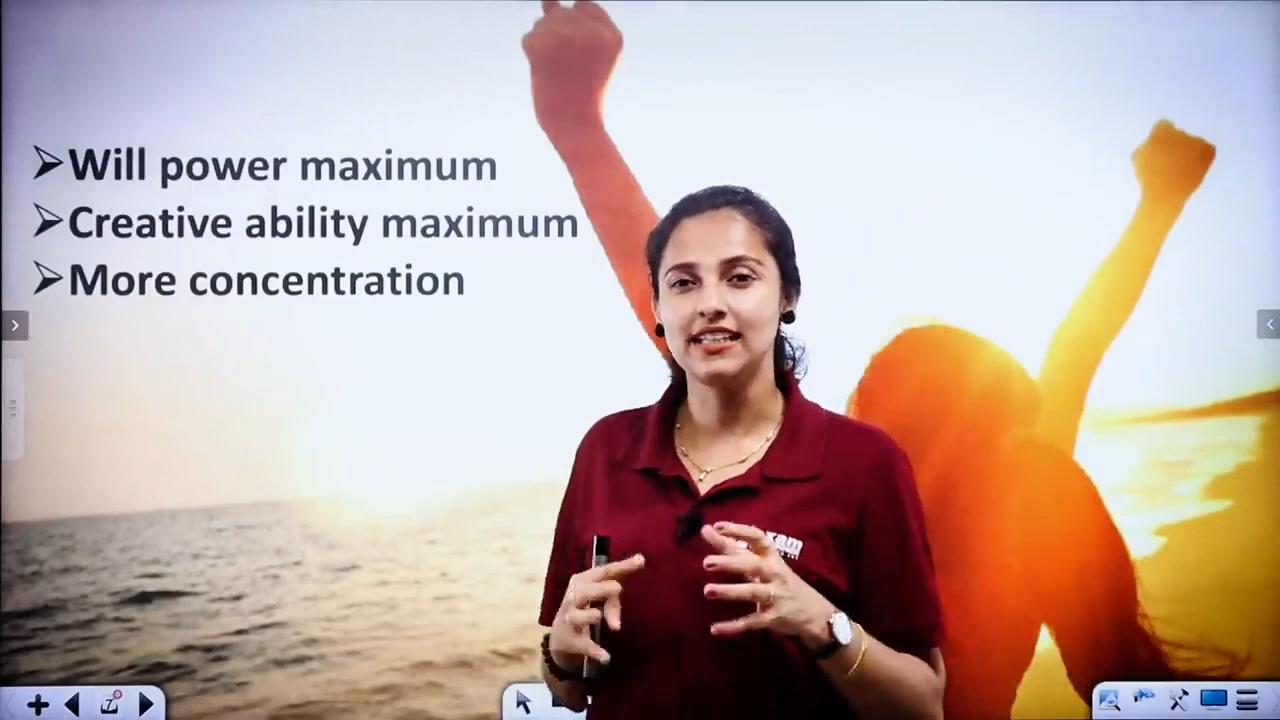 ➢Will power maximum
➢Creative ability maximum
➢More concentration